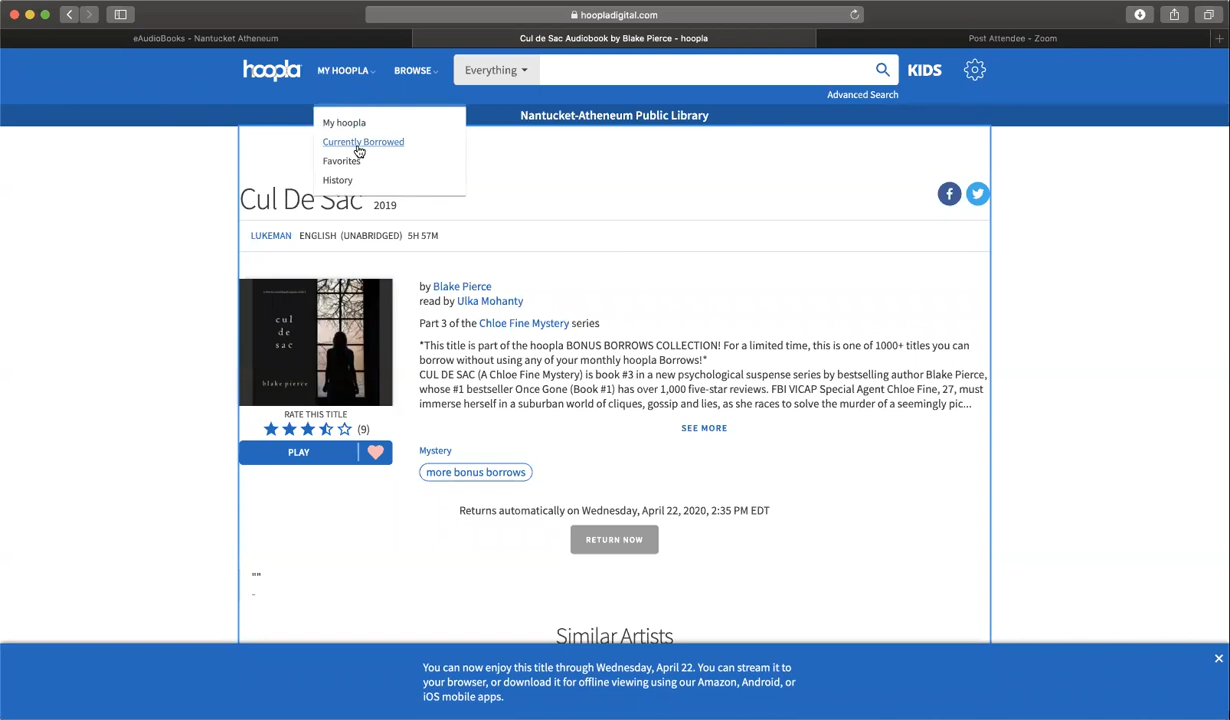 hoopladigital.com
eAudioBooks - Nantucket Atheneum
Cul de Sac Audiobook by Blake Pierce - hoopla
Post Attendee - Zoom
hoopla
MY HOOPLA
BROWSE
Everything
KIDS
Advanced Search
Nantucket-Atheneum Public Library
My hoopla
Currently Borrowed
Favorites
History
Cul De Sac 2019
LUKEMAN ENGLISH (UNABRIDGED) 5H 57M
cul
de
sac
blake pierce
by Blake Pierce
read by Ulka Mohanty
Part 3 of the Chloe Fine Mystery series
*This title is part of the hoopla BONUS BORROWS COLLECTION! For a limited time, this is one of 1000+ titles you can
borrow without using any of your monthly hoopla Borrows!*
CUL DE SAC (A Chloe Fine Mystery) is book #3 in a new psychological suspense series by bestselling author Blake Pierce,
whose #1 bestseller Once Gone (Book #1) has over 1,000 five-star reviews. FBI VICAP Special Agent Chloe Fine, 27, must
immerse herself in a suburban world of cliques, gossip and lies, as she races to solve the murder of a seemingly pic...
SEE MORE
RATE THIS TITLE
(9)
PLAY
Mystery
more bonus borrows
Returns automatically on Wednesday, April 22, 2020, 2:35 PM EDT
RETURN NOW
""
-
Similar Artists
You can now enjoy this title through Wednesday, April 22. You can stream it to
your browser, or download it for offline viewing using our Amazon, Android, or
iOS mobile apps.